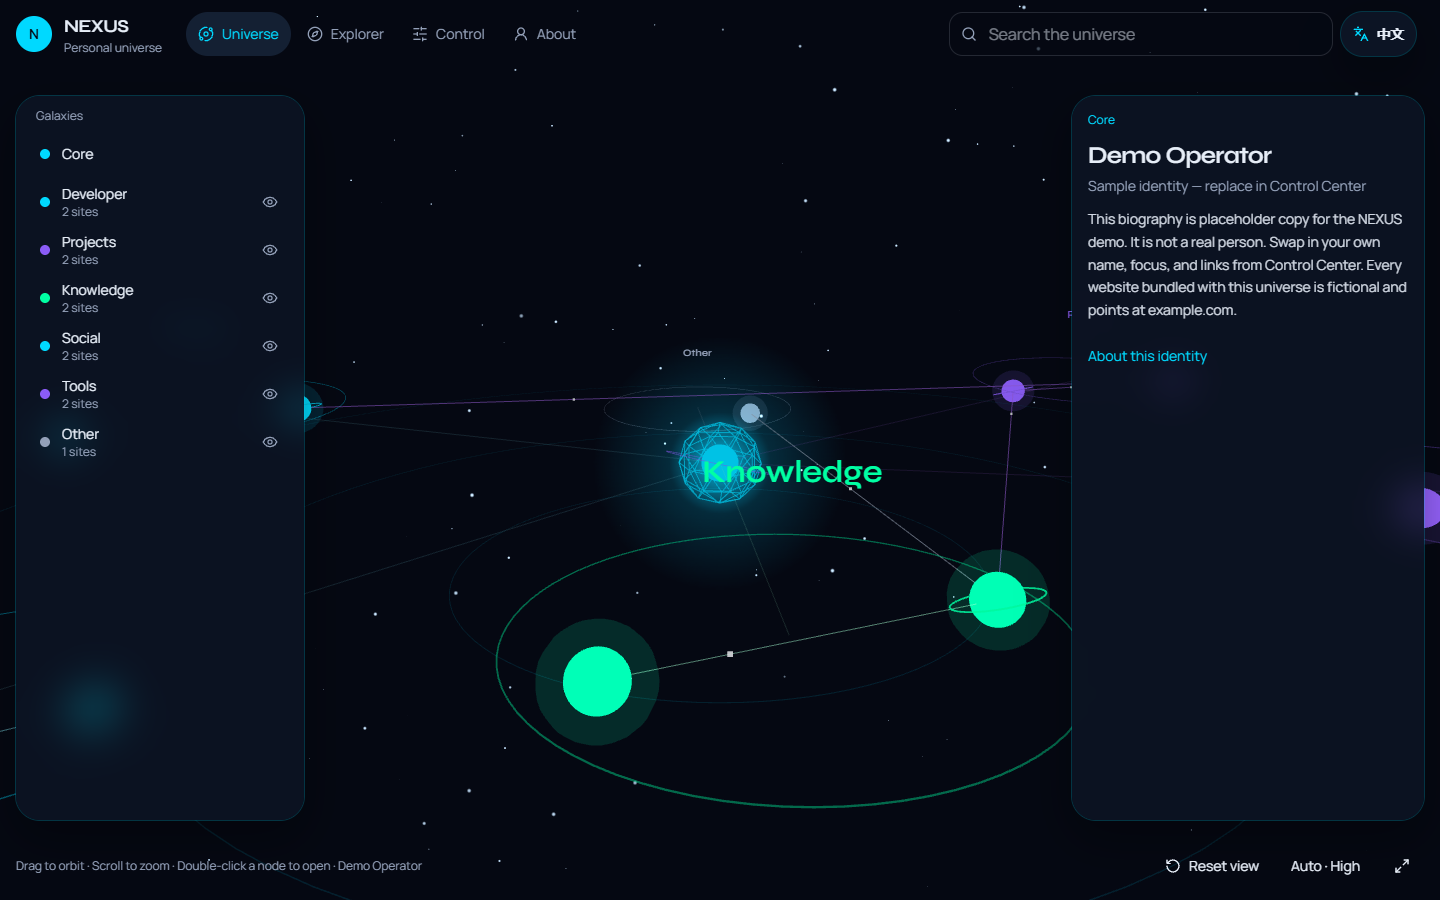 N
NEXUS
Personal universe
Universe
Explorer
Control
About
Search the universe
中文
Galaxies
Core
Developer
2 sites
Projects
2 sites
Knowledge
2 sites
Social
2 sites
Tools
2 sites
Other
1 sites
Other
Knowledge
Core
Demo Operator
Sample identity — replace in Control Center
This biography is placeholder copy for the NEXUS
demo. It is not a real person. Swap in your own
name, focus, and links from Control Center. Every
website bundled with this universe is fictional and
points at example.com.
About this identity
Drag to orbit · Scroll to zoom · Double-click a node to open · Demo Operator
Reset view
Auto · High